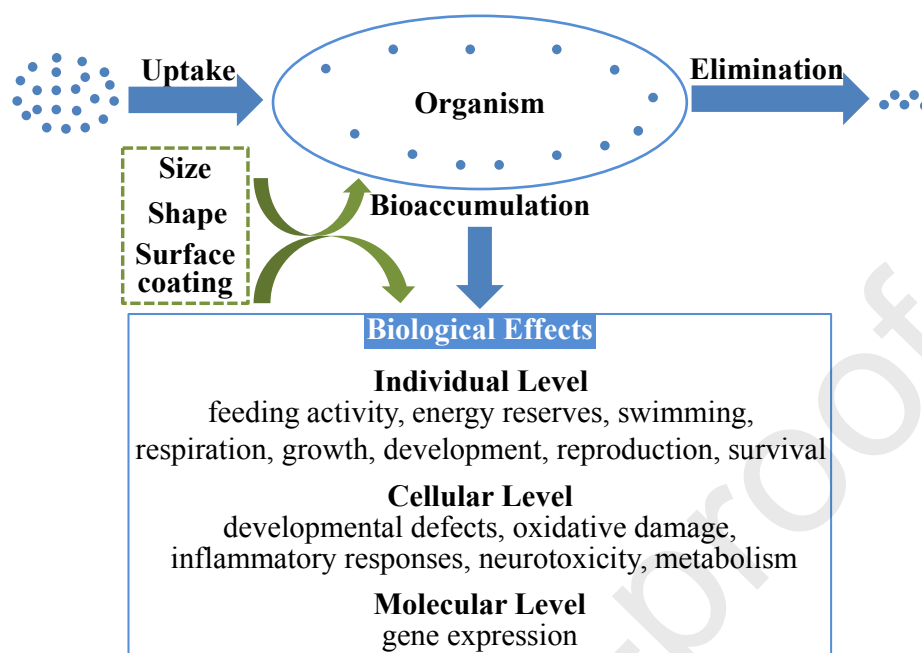 Uptake
Organism
Elimination
Size
Shape
Surface
coating
Bioaccumulation
Biological Effects
Individual Level
feeding activity, energy reserves, swimming,
respiration, growth, development, reproduction, survival
Cellular Level
developmental defects, oxidative damage,
inflammatory responses, neurotoxicity, metabolism
Molecular Level
gene expression